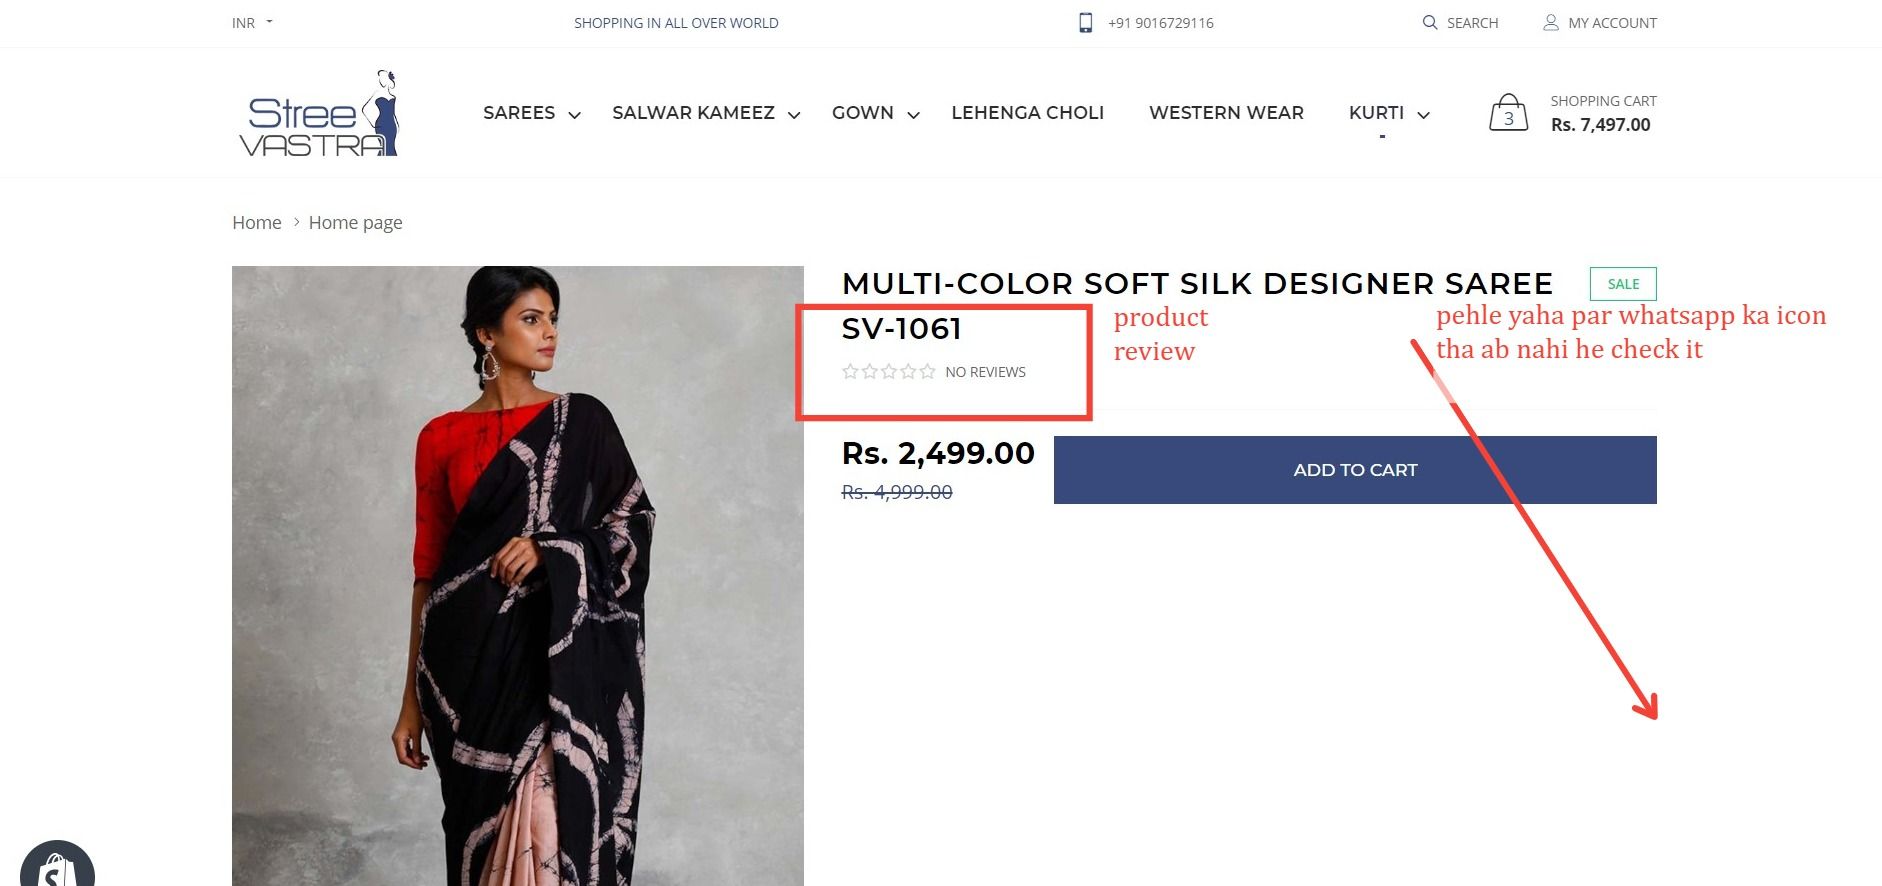 INR
SHOPPING IN ALL OVER WORLD
+91 9016729116
SEARCH
MY ACCOUNT
Stree
VASTRA
SAREES
SALWAR KAMEEZ
GOWN
LEHENGA CHOLI
WESTERN WEAR
KURTI
3
SHOPPING CART
Rs. 7,497.00
Home > Home page
MULTI-COLOR SOFT SILK DESIGNER SAREE
SV-1061
SALE
product
review
pehle yaha par whatsapp ka icon
tha ab nahi he check it
NO REVIEWS
Rs. 2,499.00
Rs. 4,999.00
ADD TO CART